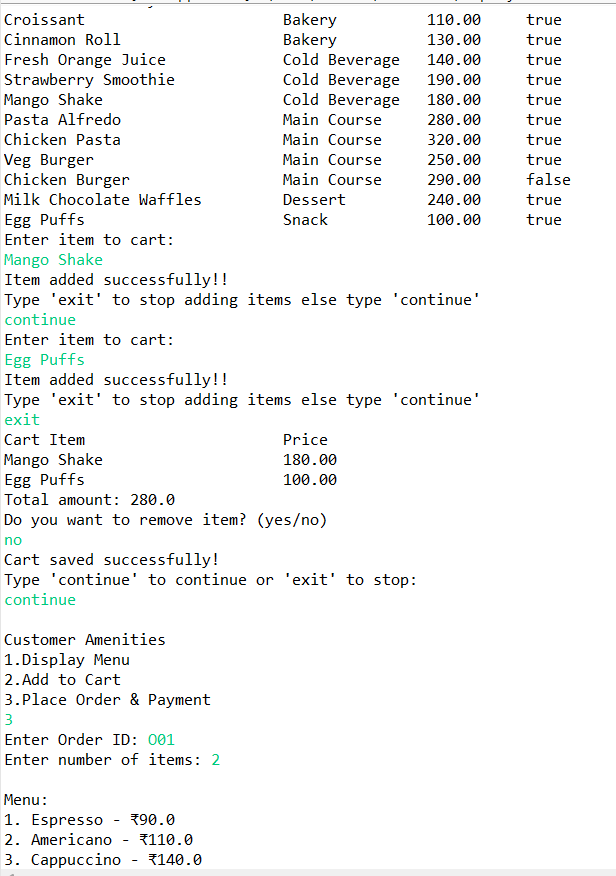 Croissant Bakery 110.00 true
Cinnamon Roll Bakery 130.00 true
Fresh Orange Juice Cold Beverage 140.00 true
Strawberry Smoothie Cold Beverage 190.00 true
Mango Shake Cold Beverage 180.00 true
Pasta Alfredo Main Course 280.00 true
Chicken Pasta Main Course 320.00 true
Veg Burger Main Course 250.00 true
Chicken Burger Main Course 290.00 false
Milk Chocolate Waffles Dessert 240.00 true
Egg Puffs Snack 100.00 true
Enter item to cart:
Mango Shake
Item added successfully!!
Type 'exit' to stop adding items else type 'continue'
continue
Enter item to cart:
Egg Puffs
Item added successfully!!
Type 'exit' to stop adding items else type 'continue'
exit
Cart Item Price
Mango Shake 180.00
Egg Puffs 100.00
Total amount: 280.0
Do you want to remove item? (yes/no)
no
Cart saved successfully!
Type 'continue' to continue or 'exit' to stop:
continue
Customer Amenities
1.Display Menu
2.Add to Cart
3.Place Order & Payment
3
Enter Order ID: O01
Enter number of items: 2
Menu:
1. Espresso - ₹90.0
2. Americano - ₹110.0
3. Cappuccino - ₹140.0